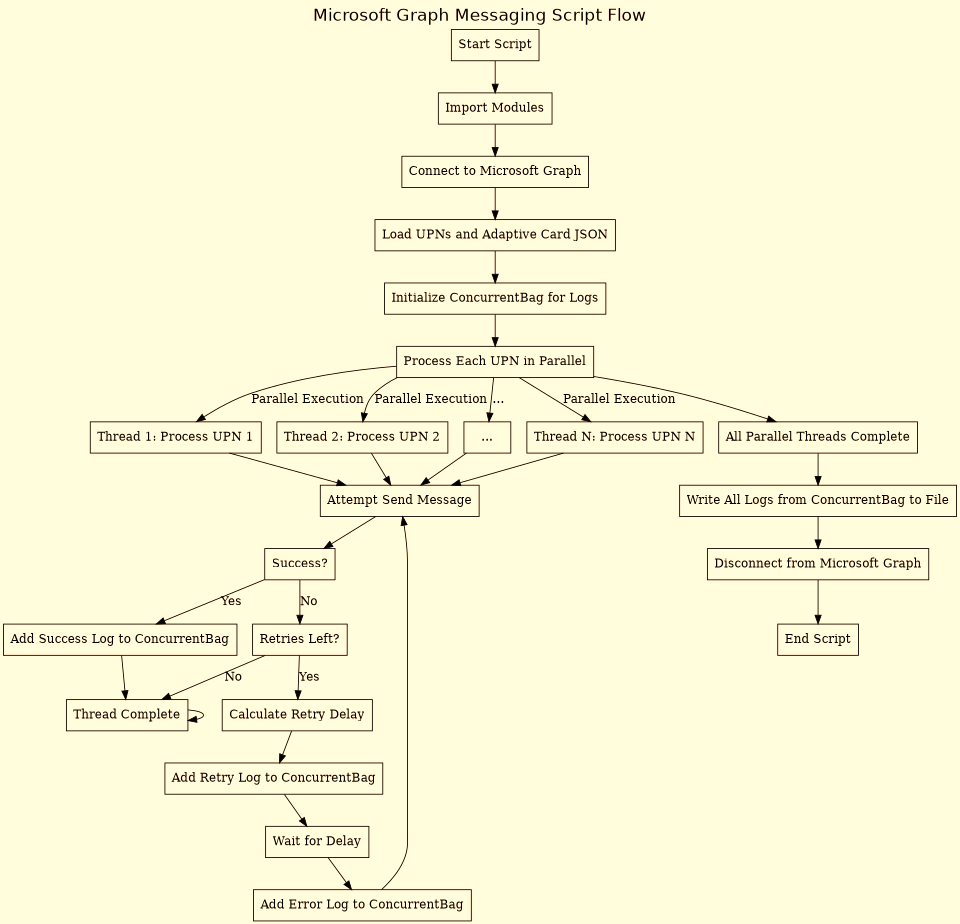 Microsoft Graph Messaging Script Flow
Start Script
Import Modules
Connect to Microsoft Graph
Load UPNs and Adaptive Card JSON
Initialize ConcurrentBag for Logs
Process Each UPN in Parallel
Parallel Execution
Parallel Execution
...
Parallel Execution
Thread 1: Process UPN 1
Thread 2: Process UPN 2
...
Thread N: Process UPN N
All Parallel Threads Complete
Attempt Send Message
Write All Logs from ConcurrentBag to File
Success?
Disconnect from Microsoft Graph
Yes
No
Add Success Log to ConcurrentBag
Retries Left?
End Script
No
Yes
Thread Complete
Calculate Retry Delay
Add Retry Log to ConcurrentBag
Wait for Delay
Add Error Log to ConcurrentBag